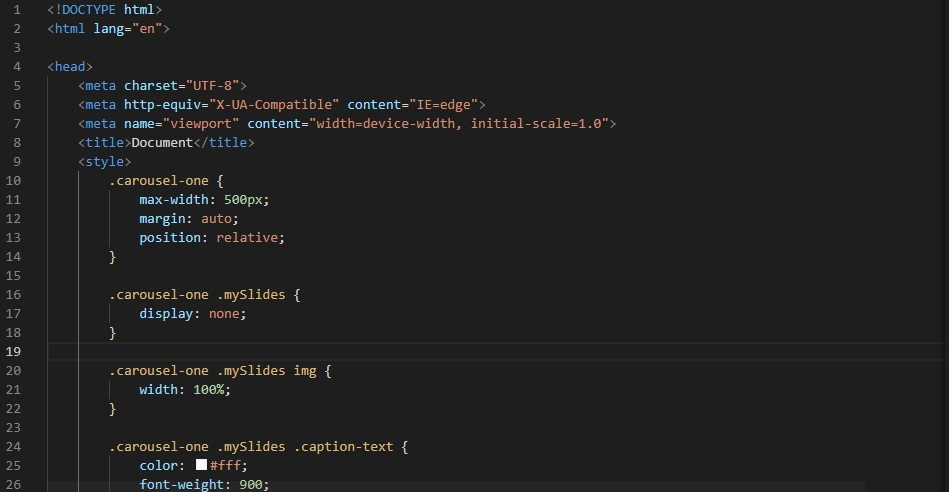 1 <!DOCTYPE html>
2 <html lang="en">
3
4 <head>
5     <meta charset="UTF-8">
6     <meta http-equiv="X-UA-Compatible" content="IE=edge">
7     <meta name="viewport" content="width=device-width, initial-scale=1.0">
8     <title>Document</title>
9     <style>
10         .carousel-one {
11             max-width: 500px;
12             margin: auto;
13             position: relative;
14         }
15
16         .carousel-one .mySlides {
17             display: none;
18         }
19
20         .carousel-one .mySlides img {
21             width: 100%;
22         }
23
24         .carousel-one .mySlides .caption-text {
25             color: #fff;
26             font-weight: 900;